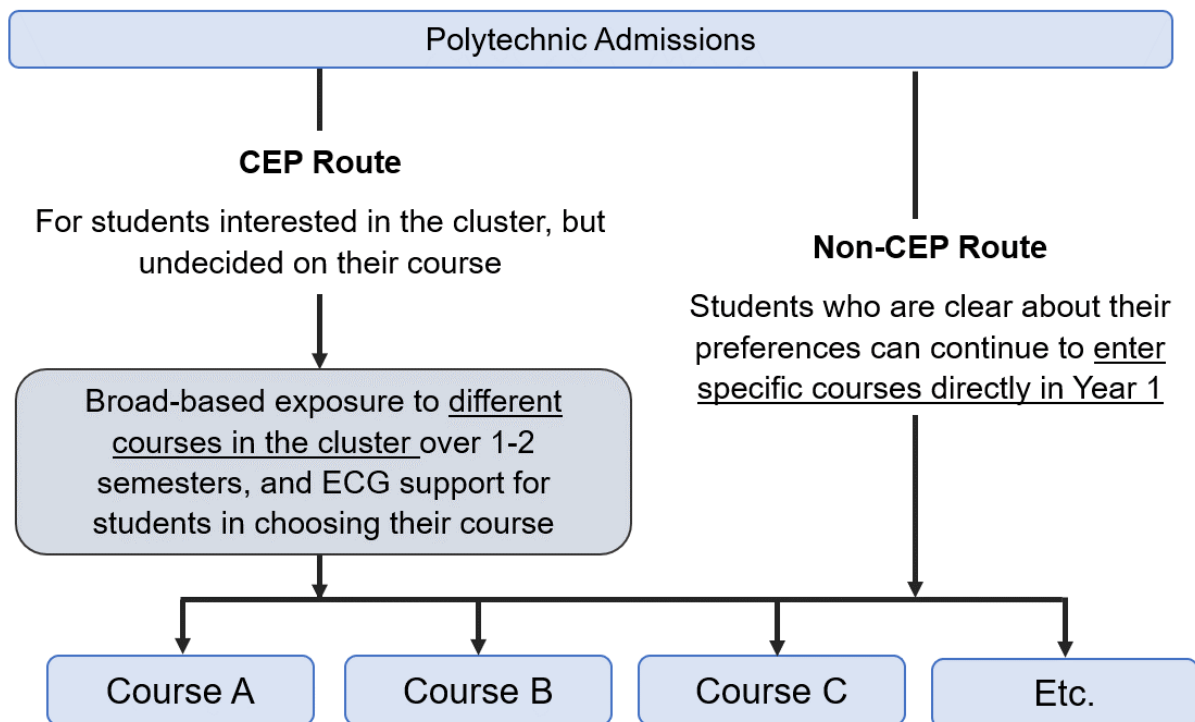 Polytechnic Admissions
CEP Route
For students interested in the cluster, but
undecided on their course
Broad-based exposure to different
courses in the cluster over 1-2
semesters, and ECG support for
students in choosing their course
Non-CEP Route
Students who are clear about their
preferences can continue to enter
specific courses directly in Year 1
Course A
Course B
Course C
Etc.